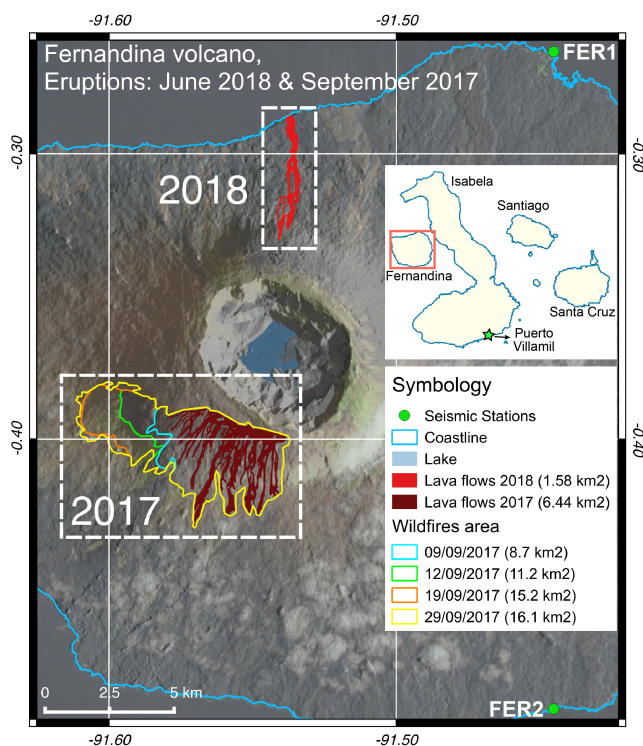 -91.60
-91.50
Fernandina volcano,
Eruptions: June 2018 & September 2017
FER1
-0.30
-0.30
2018
Isabela
Santiago
Fernandina
Santa Cruz
Puerto
Villamil
Symbology
Seismic Stations
Coastline
Lake
Lava flows 2018 (1.58 km2)
Lava flows 2017 (6.44 km2)
Wildfires area
09/09/2017 (8.7 km2)
12/09/2017 (11.2 km2)
19/09/2017 (15.2 km2)
29/09/2017 (16.1 km2)
-0.40
-0.40
2017
0 2.5 5 km
FER2
-91.60
-91.50